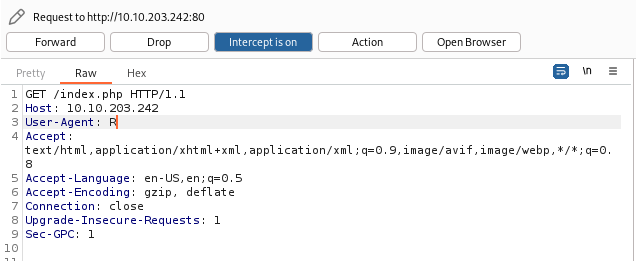 Request to http://10.10.203.242:80
Forward Drop Intercept is on Action Open Browser
Pretty Raw Hex \n
1 GET /index.php HTTP/1.1
2 Host: 10.10.203.242
3 User-Agent: R
4 Accept:
text/html,application/xhtml+xml,application/xml;q=0.9,image/avif,image/webp,*/*;q=0.
8
5 Accept-Language: en-US,en;q=0.5
6 Accept-Encoding: gzip, deflate
7 Connection: close
8 Upgrade-Insecure-Requests: 1
9 Sec-GPC: 1
10
11